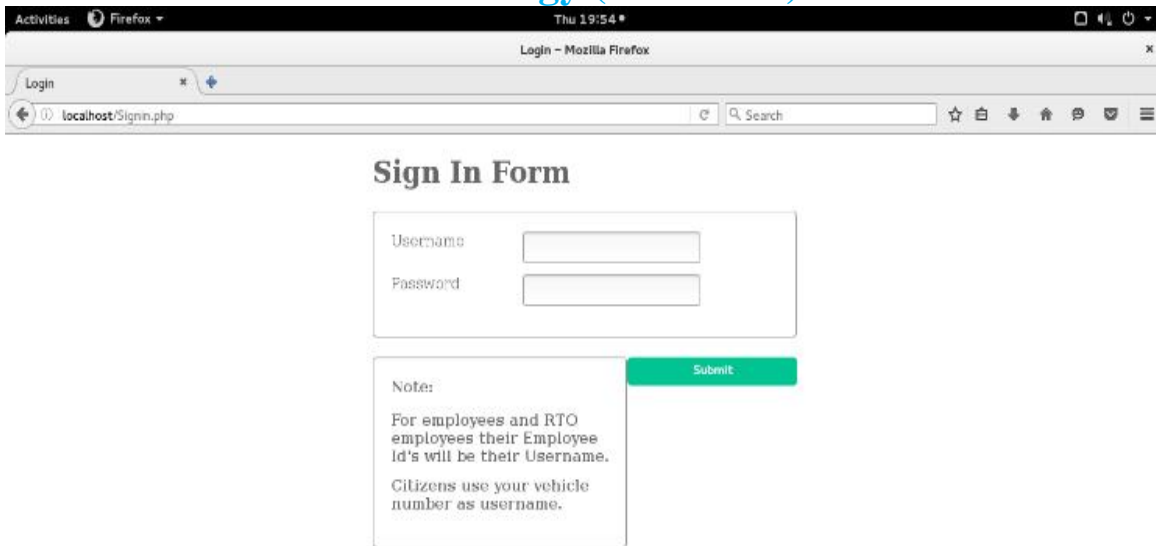 Activities Firefox
Thu 19:54
Login – Mozilla Firefox
Login
localhost/Signin.php
Search
Sign In Form
Username
Password
Submit
Note:
For employees and RTO
employees their Employee
Id's will be their Username.
Citizens use your vehicle
number as username.